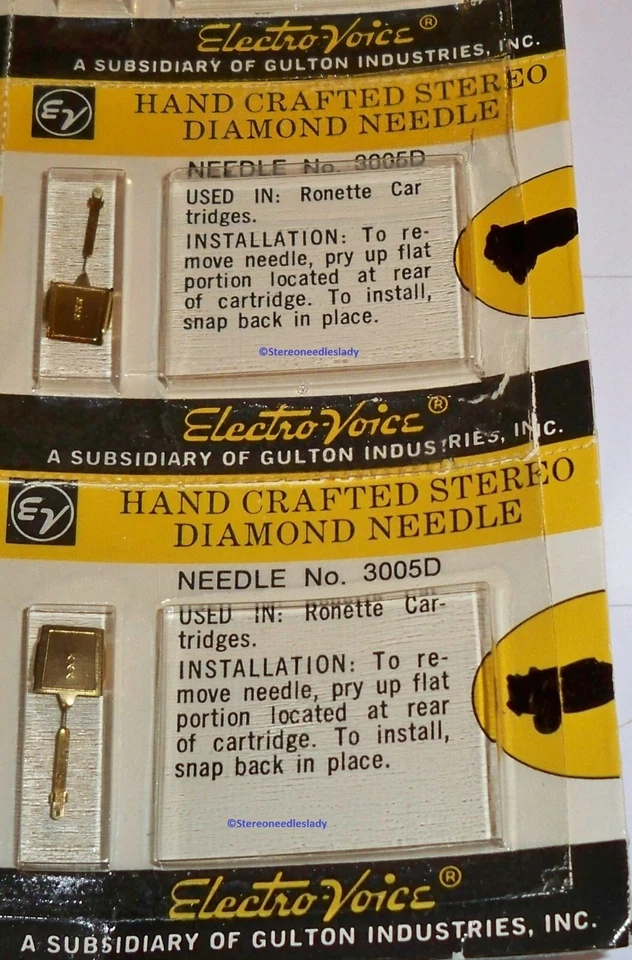 Electro-Voice®
A SUBSIDIARY OF GULTON INDUSTRIES, INC.
EV
HAND CRAFTED STEREO
DIAMOND NEEDLE
NEEDLE No. 3005D
USED IN: Ronette Car
tridges.
INSTALLATION: To re-
move needle, pry up flat
portion located at rear
of cartridge. To install,
snap back in place.
©Stereoneedleslady
Electro-Voice®
A SUBSIDIARY OF GULTON INDUSTRIES, INC.
EV
HAND CRAFTED STEREO
DIAMOND NEEDLE
NEEDLE No. 3005D
USED IN: Ronette Car-
tridges.
INSTALLATION: To re-
move needle, pry up flat
portion located at rear
of cartridge. To install,
snap back in place.
©Stereoneedleslady
Electro-Voice®
A SUBSIDIARY OF GULTON INDUSTRIES, INC.